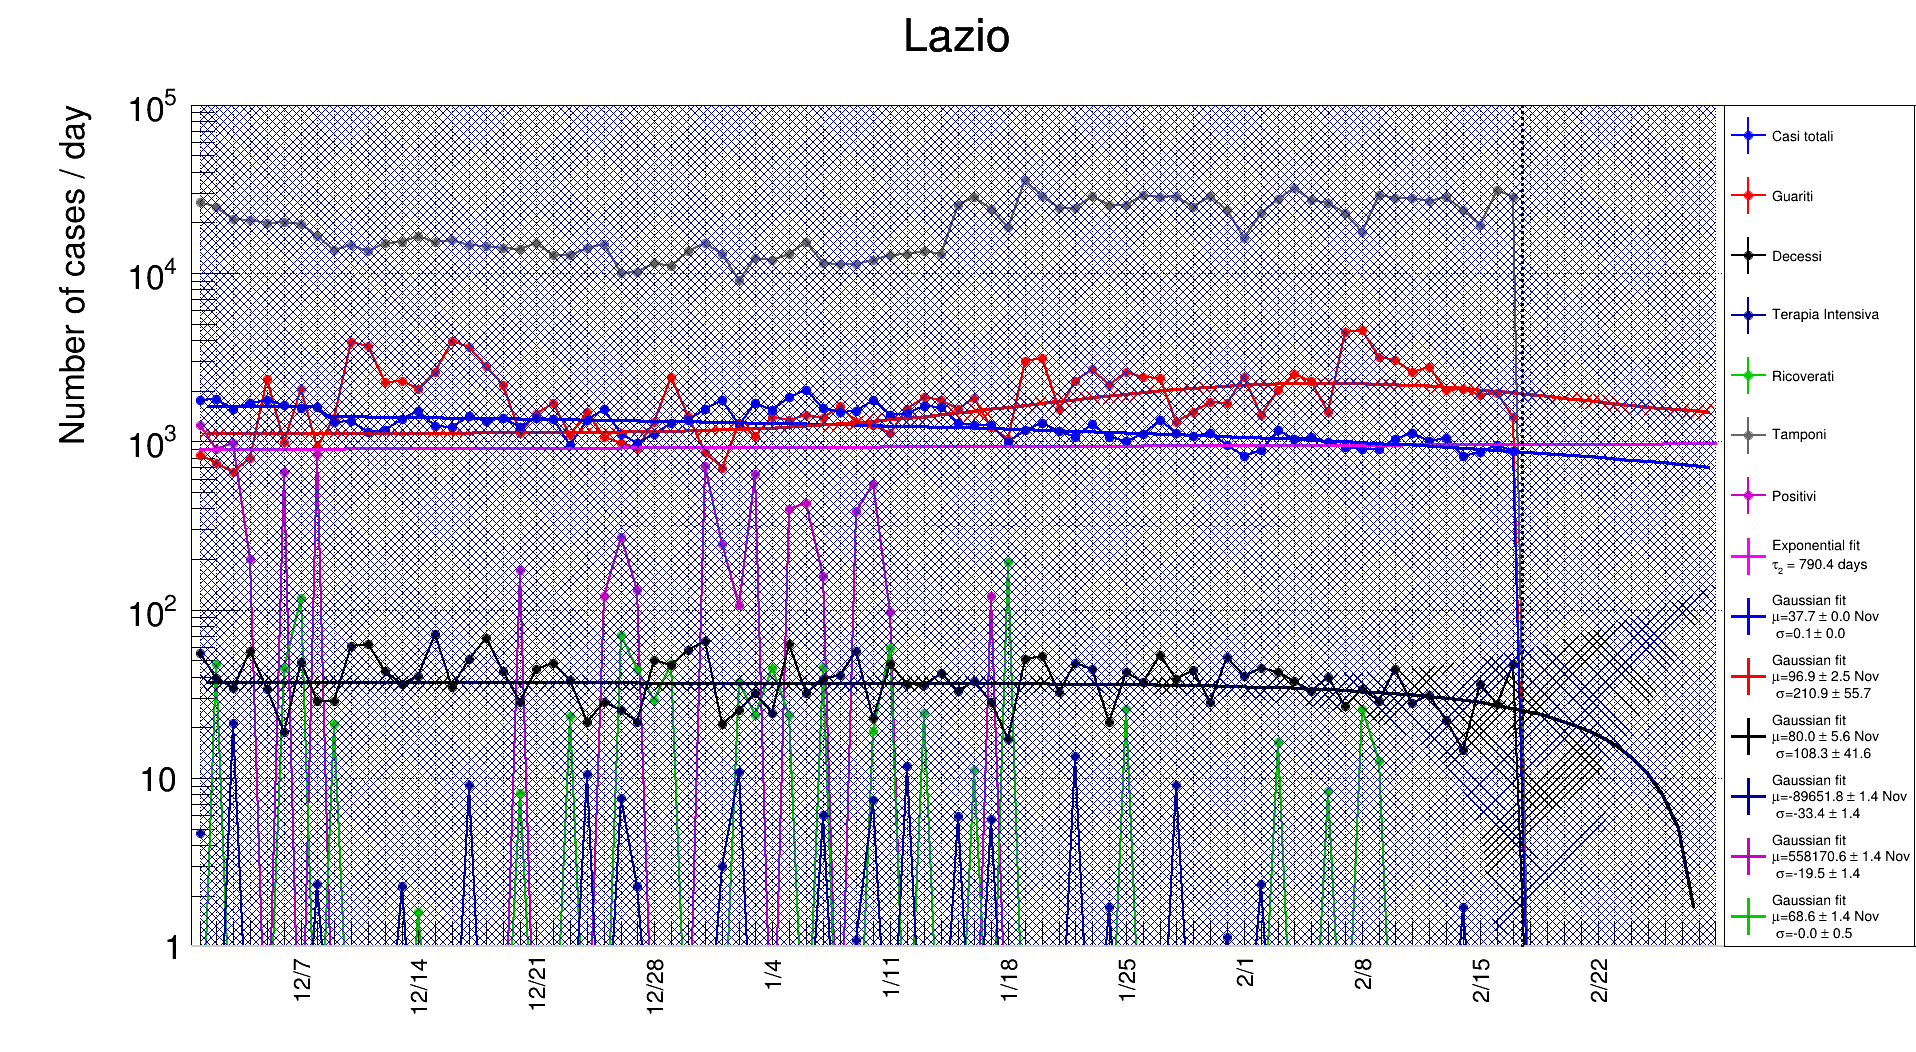 Lazio
Number of cases / day
10^5
10^4
10^3
10^2
10
1
12/7
12/14
12/21
12/28
1/4
1/11
1/18
1/25
2/1
2/8
2/15
2/22
Casi totali
Guariti
Decessi
Terapia Intensiva
Ricoverati
Tamponi
Positivi
Exponential fit
τ₂ = 790.4 days
Gaussian fit
μ=37.7 ± 0.0 Nov
σ=0.1 ± 0.0
Gaussian fit
μ=96.9 ± 2.5 Nov
σ=210.9 ± 55.7
Gaussian fit
μ=80.0 ± 5.6 Nov
σ=108.3 ± 41.6
Gaussian fit
μ=-89651.8 ± 1.4 Nov
σ=-33.4 ± 1.4
Gaussian fit
μ=558170.6 ± 1.4 Nov
σ=-19.5 ± 1.4
Gaussian fit
μ=68.6 ± 1.4 Nov
σ=-0.0 ± 0.5